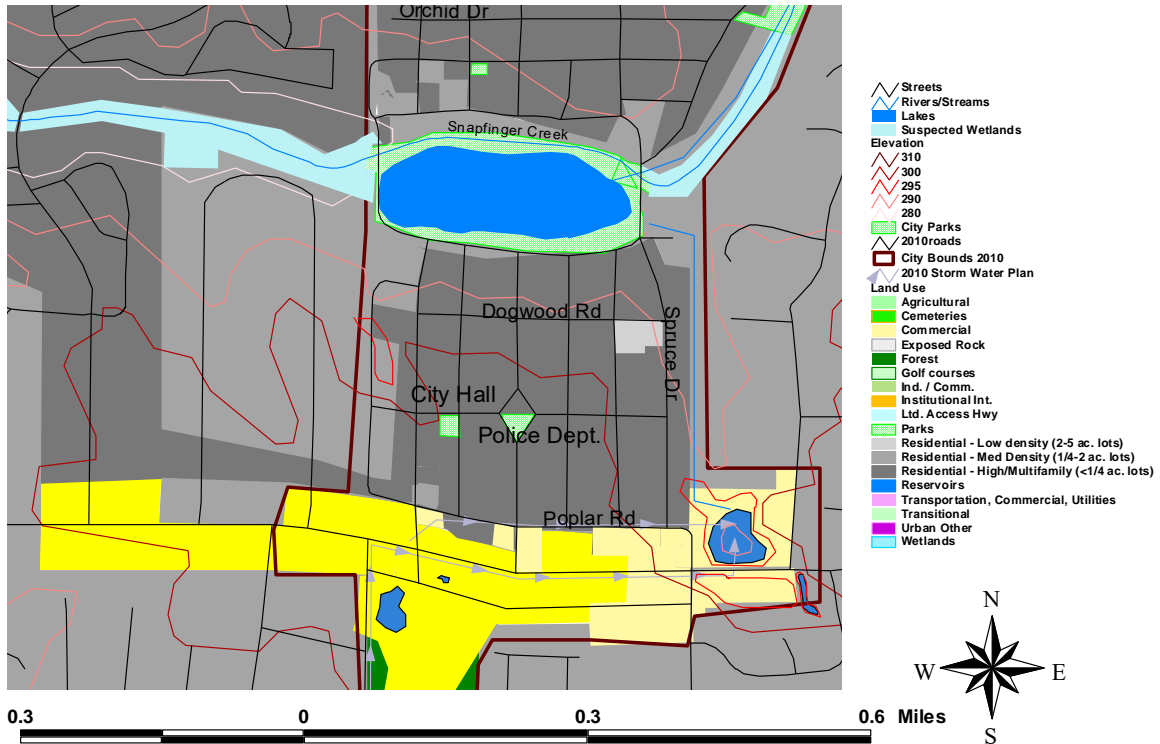 Orchid Dr
Snapfinger Creek
Dogwood Rd
Spruce Dr
City Hall
Police Dept.
Poplar Rd
Streets
Rivers/Streams
Lakes
Suspected Wetlands
Elevation
310
300
295
290
280
City Parks
2010roads
City Bounds 2010
2010 Storm Water Plan
Land Use
Agricultural
Cemeteries
Commercial
Exposed Rock
Forest
Golf courses
Ind. / Comm.
Institutional Int.
Ltd. Access Hwy
Parks
Residential - Low density (2-5 ac. lots)
Residential - Med Density (1/4-2 ac. lots)
Residential - High/Multifamily (<1/4 ac. lots)
Reservoirs
Transportation, Commercial, Utilities
Transitional
Urban Other
Wetlands
N
W E
S
0.3 0 0.3 0.6 Miles